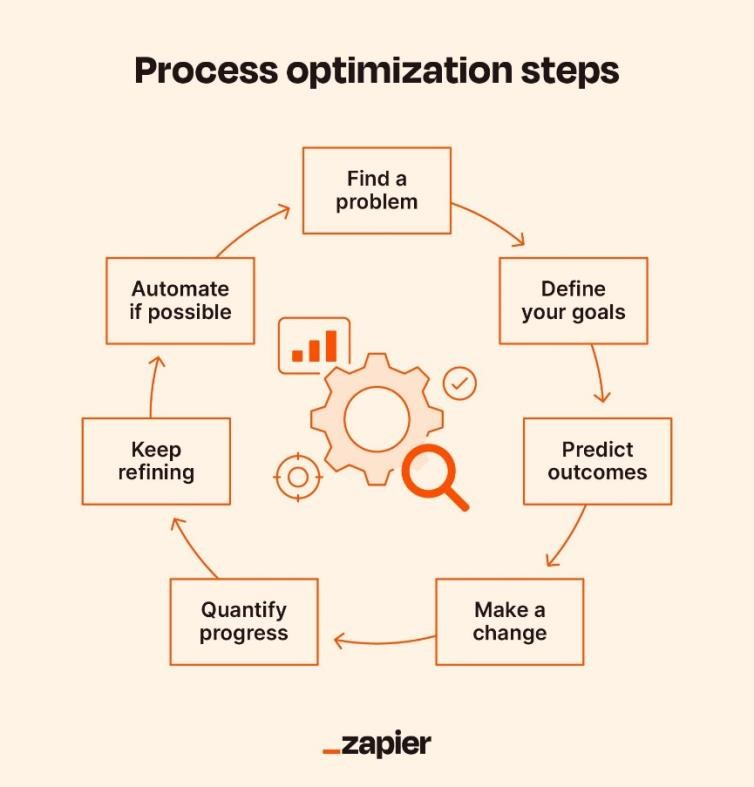 Process optimization steps
Find a
problem
Define
your goals
Predict
outcomes
Make a
change
Quantify
progress
Keep
refining
Automate
if possible
_zapier